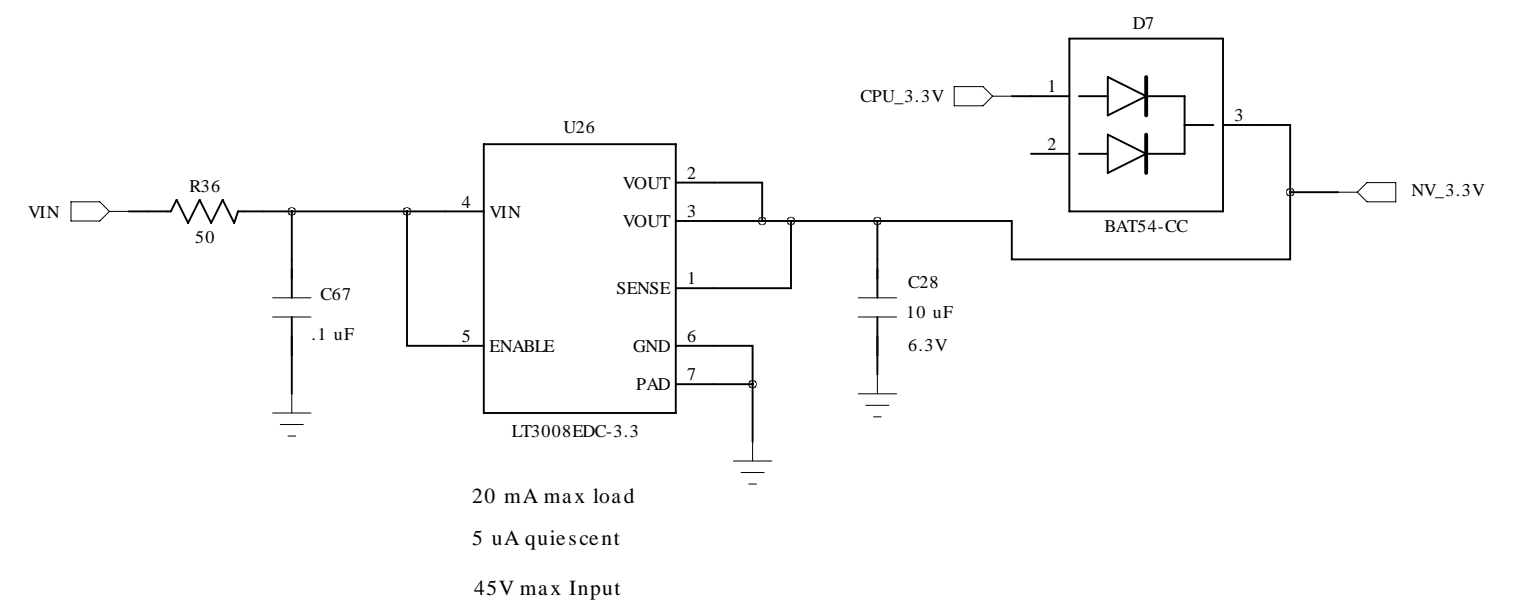 D7
CPU_3.3V
1
2
3
NV_3.3V
BAT54-CC
U26
VIN
R36
50
4
VIN
VOUT
2
VOUT
3
SENSE
1
C67
.1 uF
5
ENABLE
GND
6
PAD
7
C28
10 uF
6.3V
LT3008EDC-3.3
20 mA max load
5 uA quiescent
45V max Input